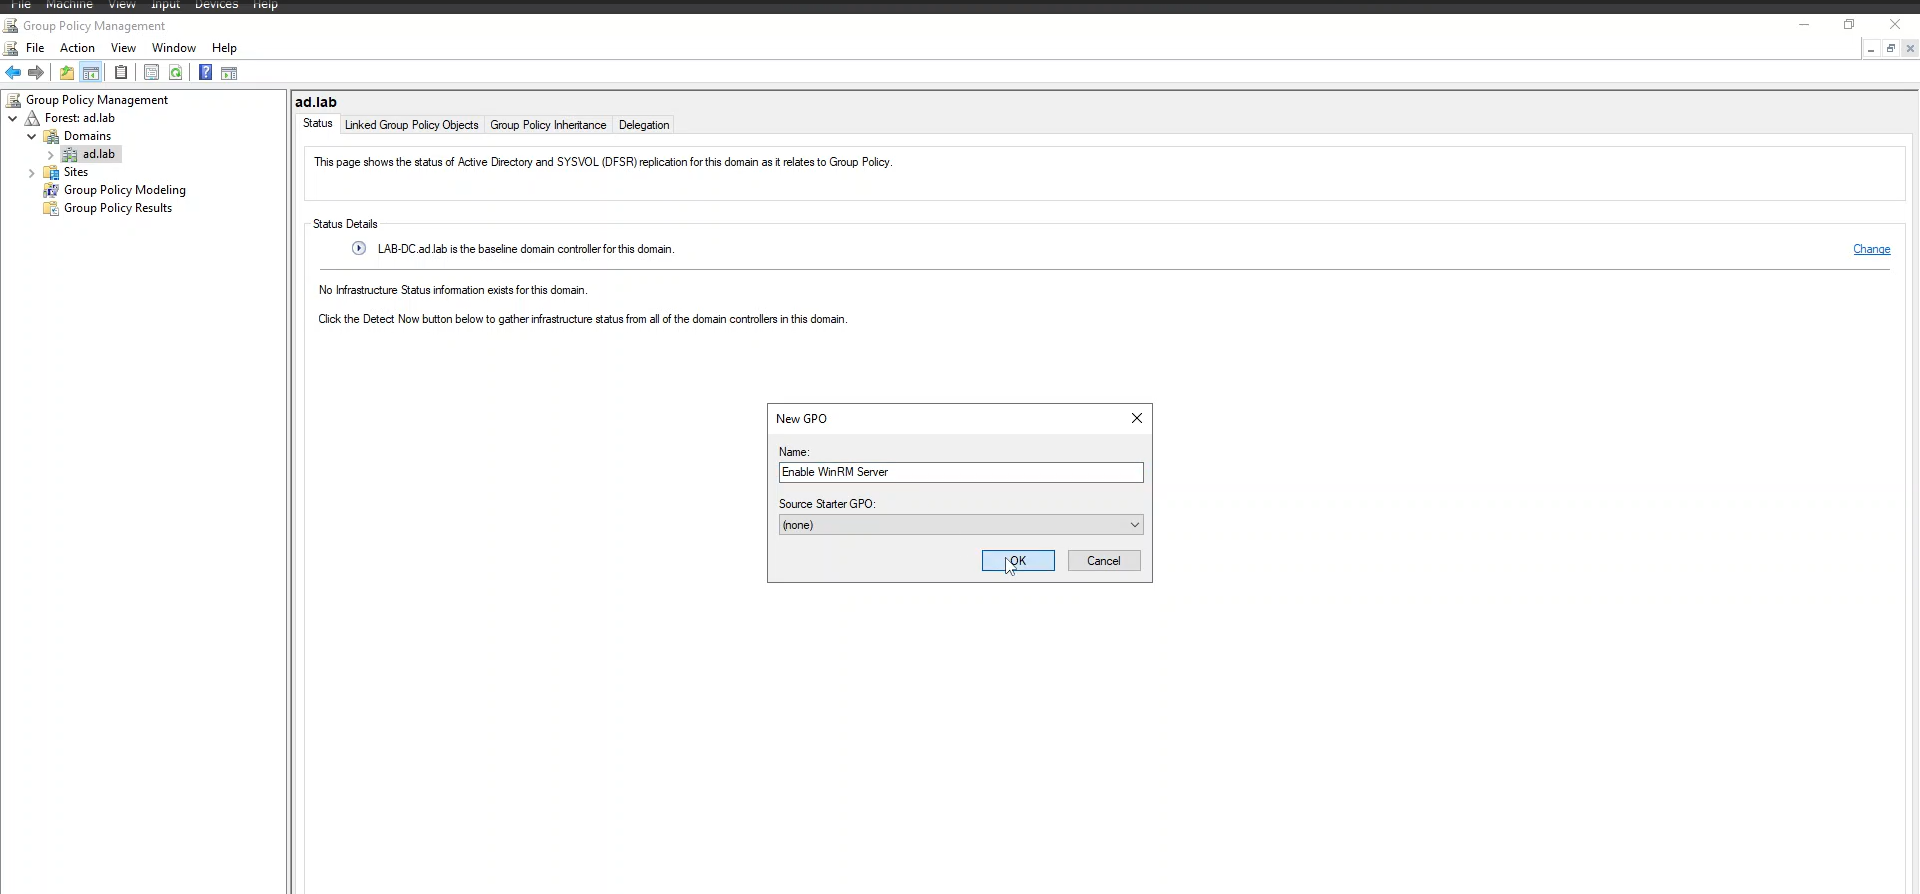 File Machine View Input Devices Help
Group Policy Management
File Action View Window Help
Group Policy Management
Forest: ad.lab
Domains
ad.lab
Sites
Group Policy Modeling
Group Policy Results
ad.lab
Status Linked Group Policy Objects Group Policy Inheritance Delegation
This page shows the status of Active Directory and SYSVOL (DFSR) replication for this domain as it relates to Group Policy.
Status Details
LAB-DC.ad.lab is the baseline domain controller for this domain. Change
No Infrastructure Status information exists for this domain.
Click the Detect Now button below to gather infrastructure status from all of the domain controllers in this domain.
New GPO
Name:
Enable WinRM Server
Source Starter GPO:
(none)
OK Cancel